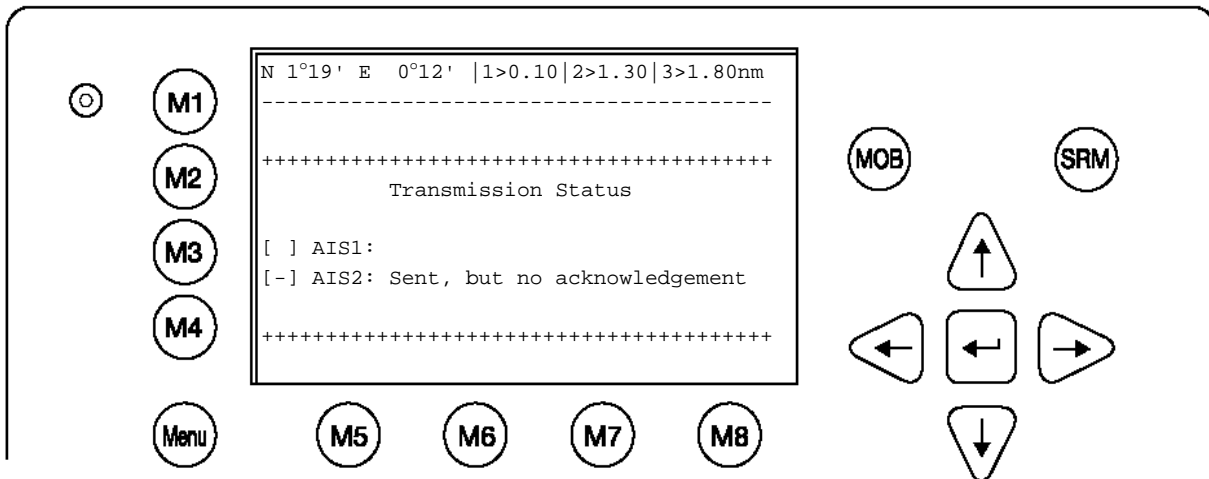 N 1°19' E 0°12' |1>0.10|2>1.30|3>1.80nm
----------------------------------------
++++++++++++++++++++++++++++++++++++++++
Transmission Status
[ ] AIS1:
[-] AIS2: Sent, but no acknowledgement
++++++++++++++++++++++++++++++++++++++++
M1
M2
M3
M4
Menu
M5
M6
M7
M8
MOB
SRM